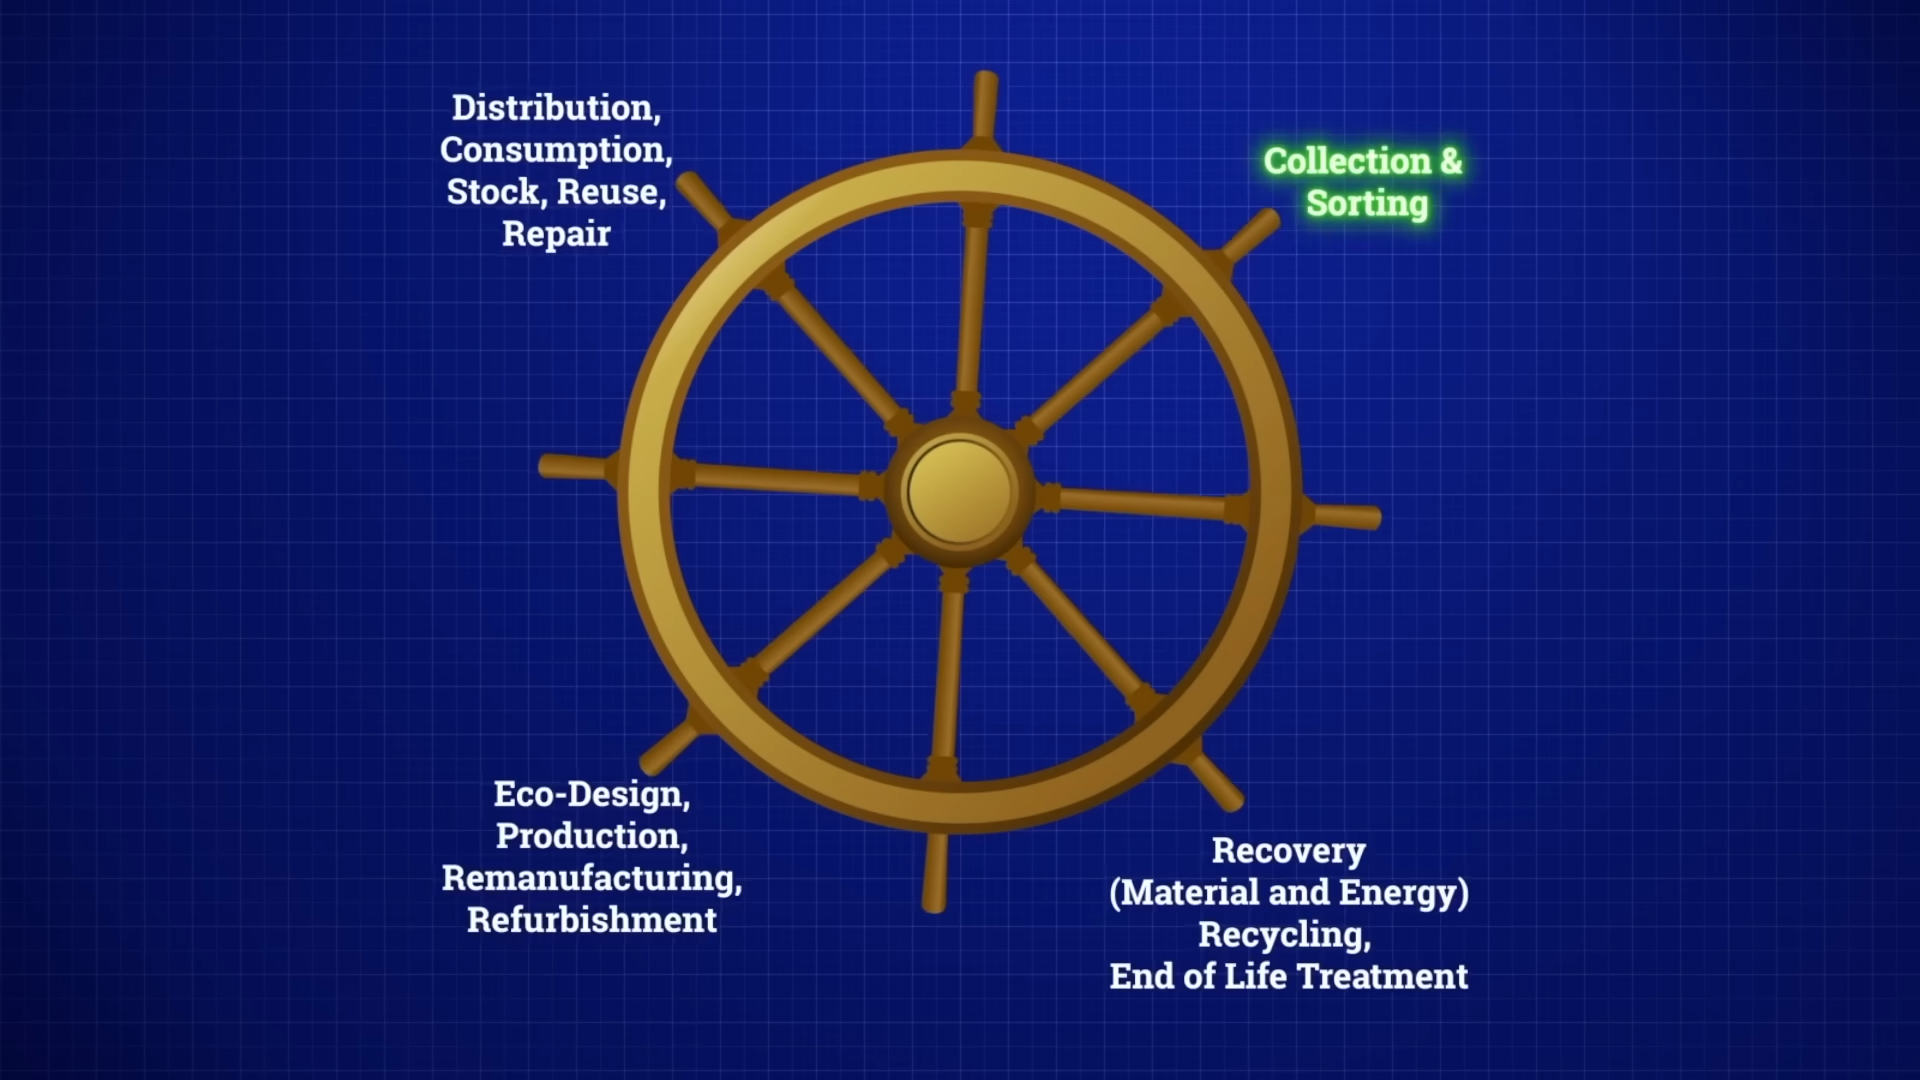 Distribution,
Consumption,
Stock, Reuse,
Repair
Collection &
Sorting
Eco-Design,
Production,
Remanufacturing,
Refurbishment
Recovery
(Material and Energy)
Recycling,
End of Life Treatment